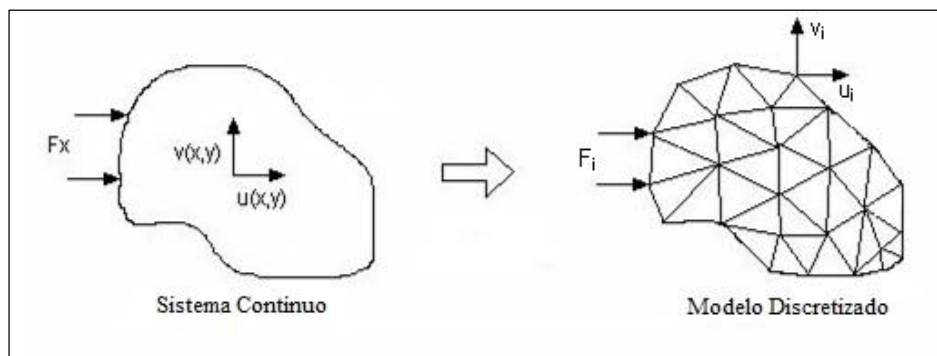 Fx
v(x,y)
u(x,y)
Sistema Continuo
vi
ui
Fi
Modelo Discretizado